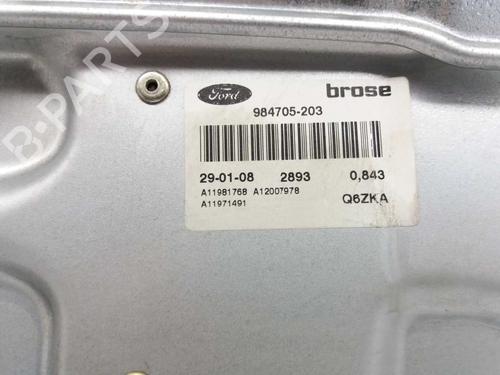 Ford brose
984705-203
29-01-08 2893 0,843
A11981768 A12007978
A11971491 Q6ZKA
B-PARTS